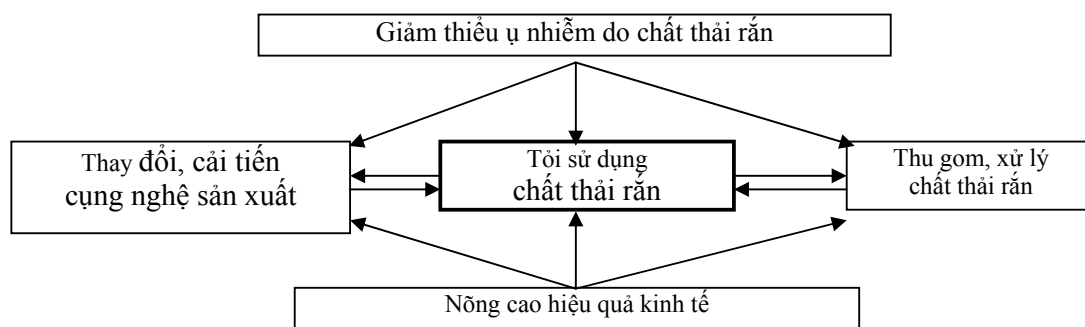 Giảm thiểu ụ nhiễm do chất thải rắn
Thay đổi, cải tiến
cụng nghệ sản xuất
Tỏi sử dụng
chất thải rắn
Thu gom, xử lý
chất thải rắn
Nõng cao hiệu quả kinh tế